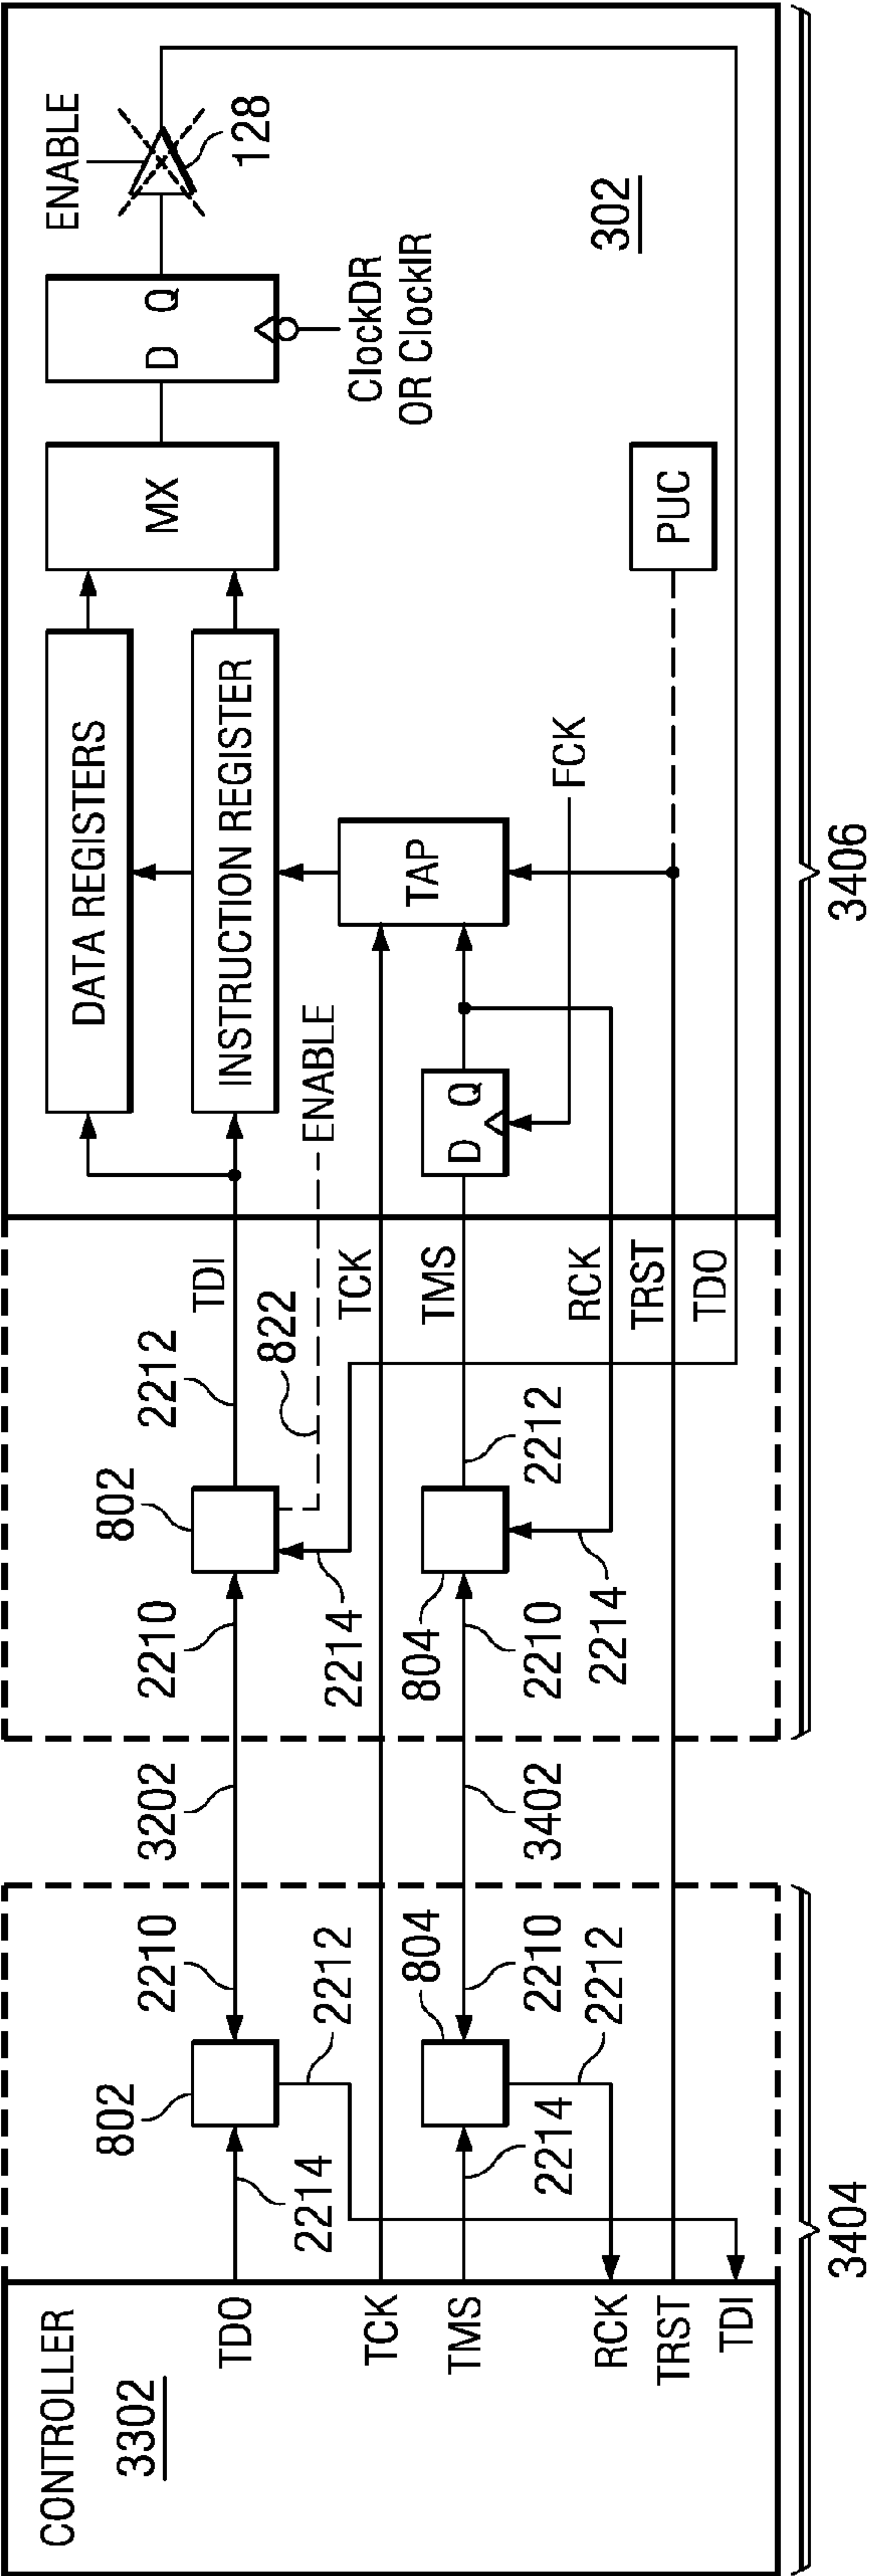 CONTROLLER
3302
TDO
TCK
TMS
RCK
TRST
TDI
2214
802
2212
2210
2214
804
2212
2210
3404
3202
3402
2210
802
2214
822
2212
TDI
ENABLE
804
2210
2214
2212
TCK
TMS
RCK
TRST
TDO
DATA REGISTERS
INSTRUCTION REGISTER
TAP
D Q
FCK
PUC
MX
D Q
ClockDR
OR ClockIR
ENABLE
128
302
3406